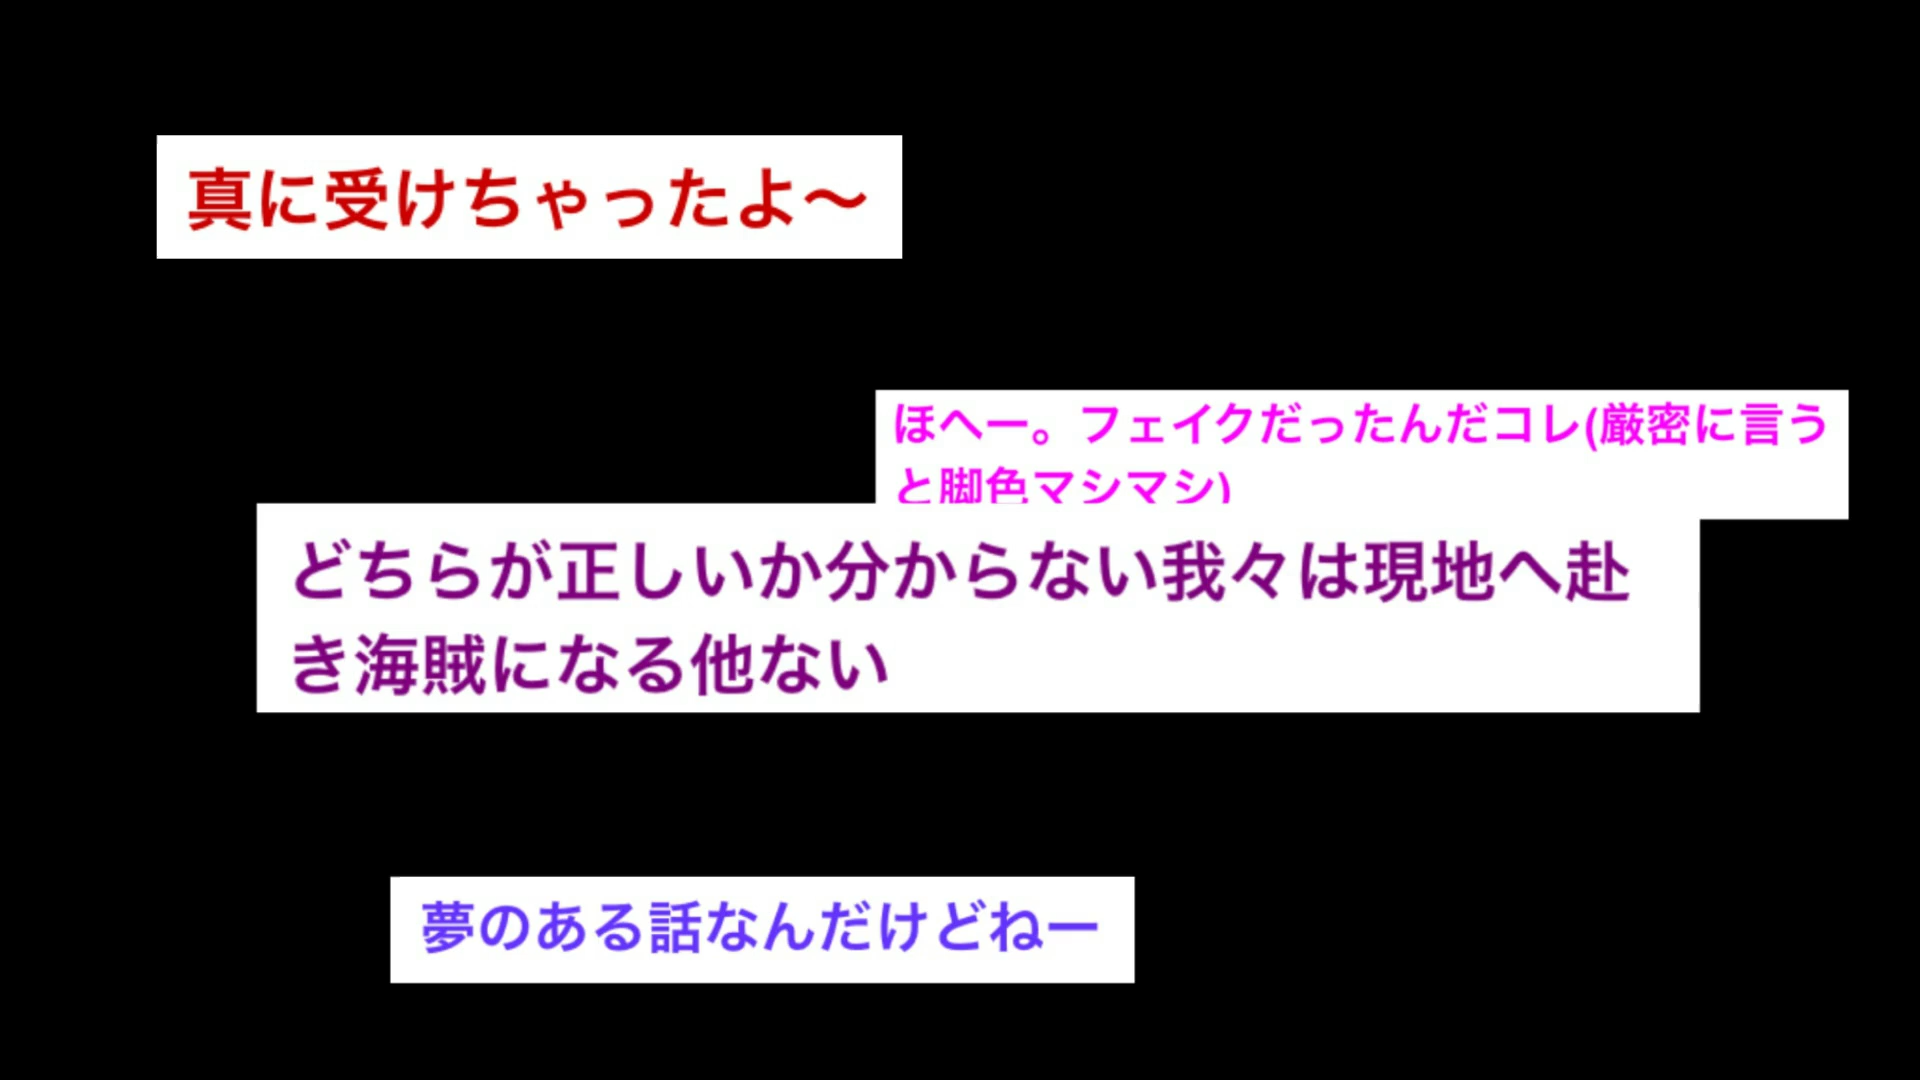 真に受けちゃったよ〜
ほへー。フェイクだったんだコレ(厳密に言う
と脚色マシマシ)
どちらが正しいか分からない我々は現地へ赴
き海賊になる他ない
夢のある話なんだけどねー